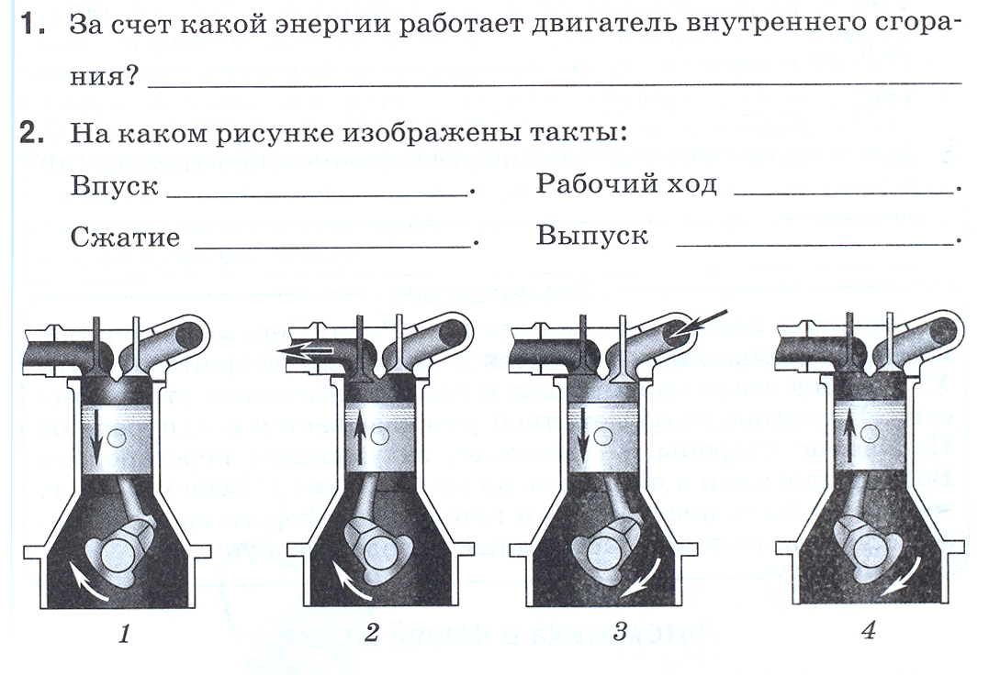 1. За счет какой энергии работает двигатель внутреннего сгора-
ния?
2. На каком рисунке изображены такты:
Впуск . Рабочий ход .
Сжатие . Выпуск .
1 2 3 4